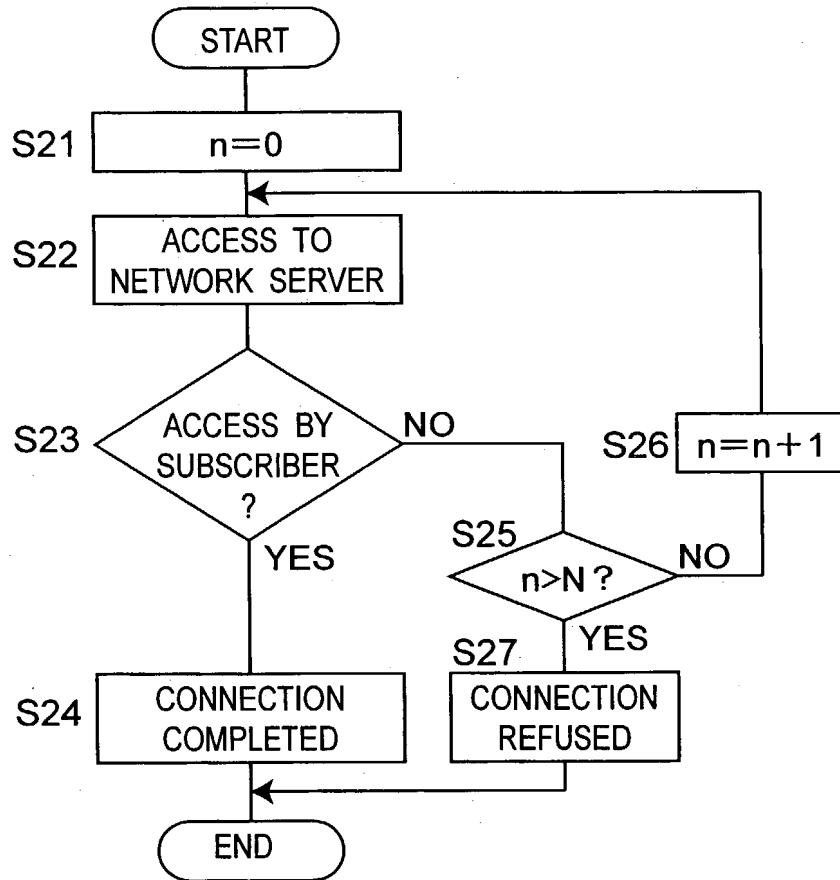 START
S21
n=0
S22
ACCESS TO
NETWORK SERVER
S23
ACCESS BY
SUBSCRIBER
?
NO
YES
S26
n=n+1
S25
n>N?
NO
YES
S24
CONNECTION
COMPLETED
S27
CONNECTION
REFUSED
END